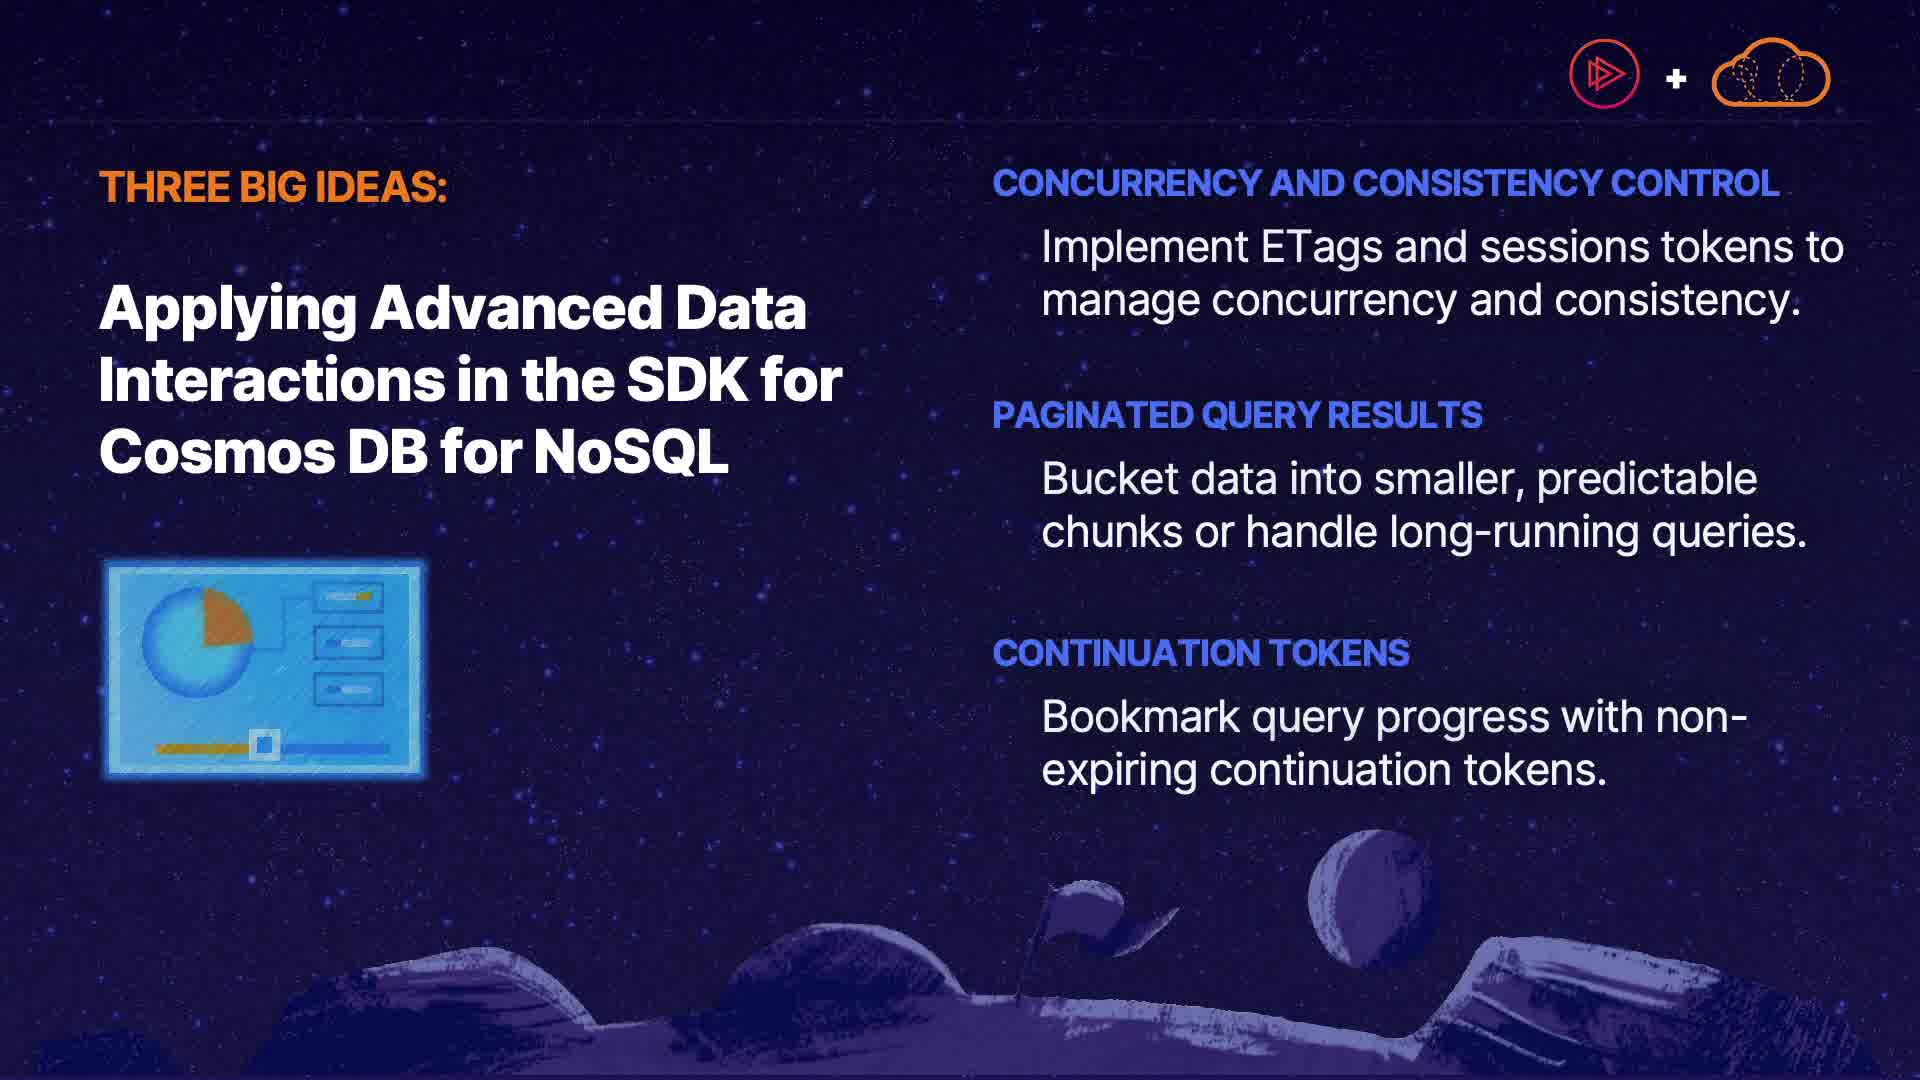 THREE BIG IDEAS:
Applying Advanced Data
Interactions in the SDK for
Cosmos DB for NoSQL
CONCURRENCY AND CONSISTENCY CONTROL
Implement ETags and sessions tokens to
manage concurrency and consistency.
PAGINATED QUERY RESULTS
Bucket data into smaller, predictable
chunks or handle long-running queries.
CONTINUATION TOKENS
Bookmark query progress with non-
expiring continuation tokens.
+